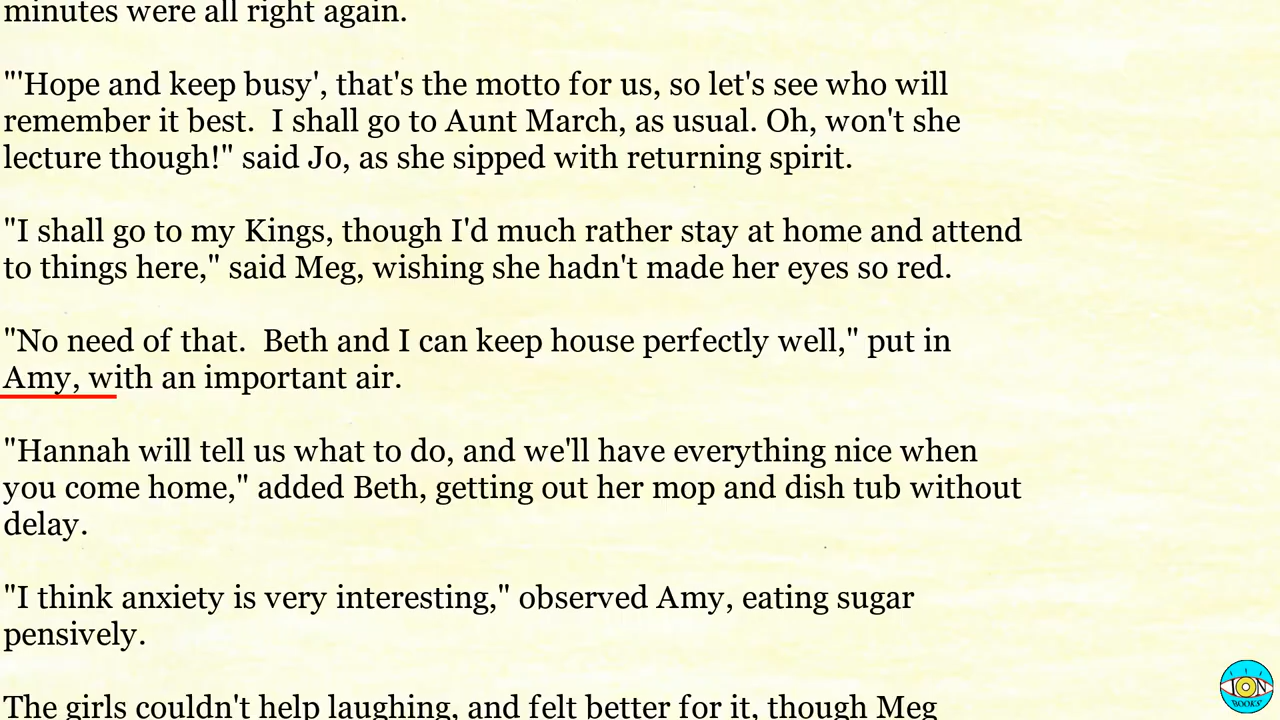 minutes were all right again.
"'Hope and keep busy', that's the motto for us, so let's see who will
remember it best.  I shall go to Aunt March, as usual. Oh, won't she
lecture though!" said Jo, as she sipped with returning spirit.
"I shall go to my Kings, though I'd much rather stay at home and attend
to things here," said Meg, wishing she hadn't made her eyes so red.
"No need of that.  Beth and I can keep house perfectly well," put in
Amy, with an important air.
"Hannah will tell us what to do, and we'll have everything nice when
you come home," added Beth, getting out her mop and dish tub without
delay.
"I think anxiety is very interesting," observed Amy, eating sugar
pensively.
The girls couldn't help laughing, and felt better for it, though Meg
ION
BOOKS